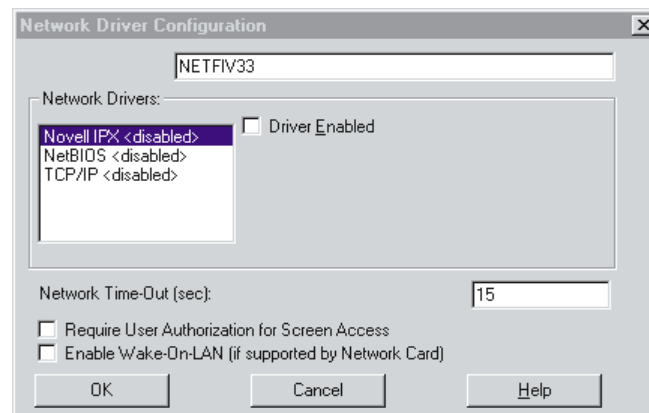 Network Driver Configuration
NETFIV33
Network Drivers:
Novell IPX <disabled>
NetBIOS <disabled>
TCP/IP <disabled>
Driver Enabled
Network Time-Out (sec):
15
Require User Authorization for Screen Access
Enable Wake-On-LAN (if supported by Network Card)
OK
Cancel
Help